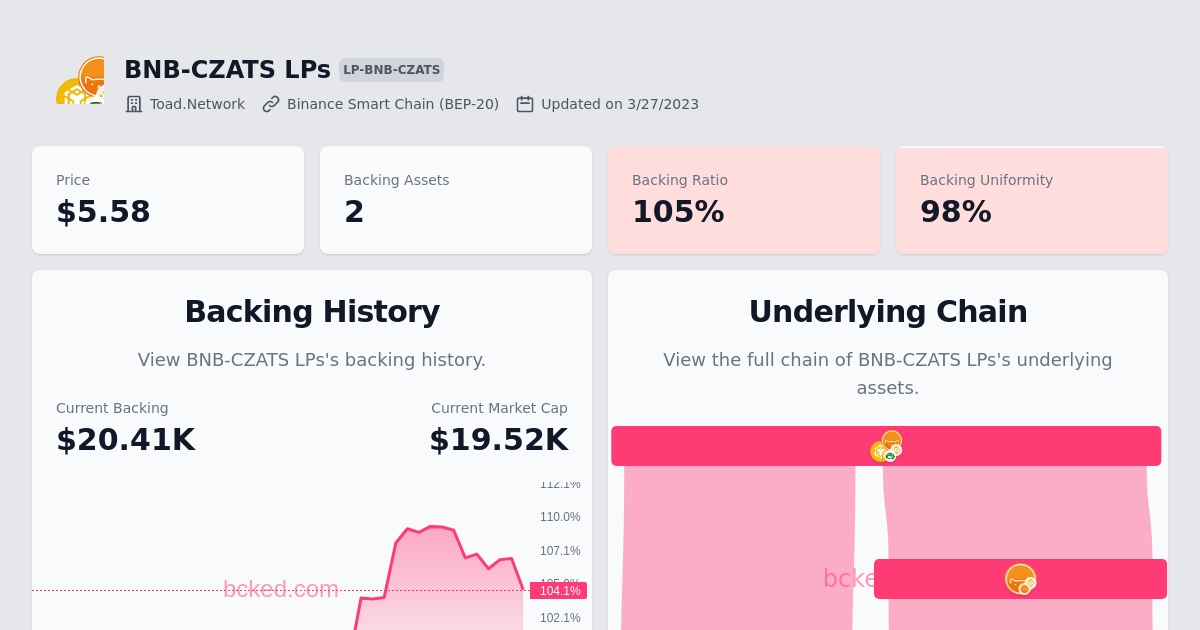 BNB-CZATS LPs LP-BNB-CZATS
Toad.Network Binance Smart Chain (BEP-20) Updated on 3/27/2023
Price
$5.58
Backing Assets
2
Backing Ratio
105%
Backing Uniformity
98%
Backing History
View BNB-CZATS LPs's backing history.
Current Backing
$20.41K
Current Market Cap
$19.52K
112.1%
110.0%
107.1%
104.1%
102.1%
bcked.com
Underlying Chain
View the full chain of BNB-CZATS LPs's underlying
assets.
bcke